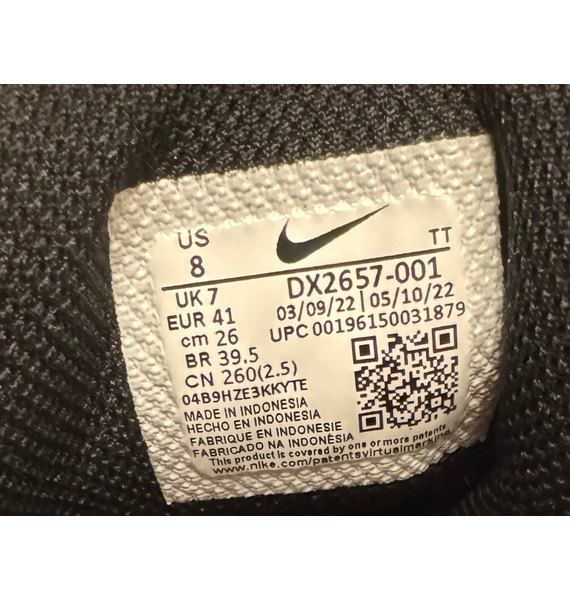 US
8
TT
DX2657-001
UK 7
03/09/22 | 05/10/22
EUR 41
UPC 00196150031879
cm 26
BR 39.5
CN 260(2.5)
04B9HZE3KKYTE
MADE IN INDONESIA
HECHO EN INDONESIA
FABRIQUE EN INDONESIE
FABRICADO NA INDONÉSIA
This product is covered by one or more patents.
www.nike.com/patentsvirtualmarking